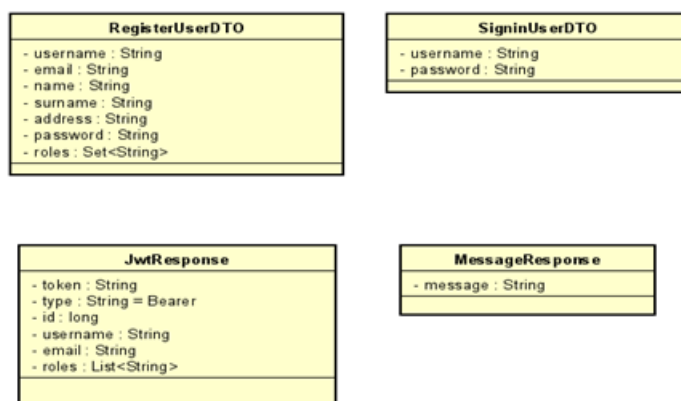 RegisterUserDTO
- username : String
- email : String
- name : String
- surname : String
- address : String
- password : String
- roles : Set<String>
SigninUserDTO
- username : String
- password : String
JwtResponse
- token : String
- type : String = Bearer
- id : long
- username : String
- email : String
- roles : List<String>
MessageResponse
- message : String